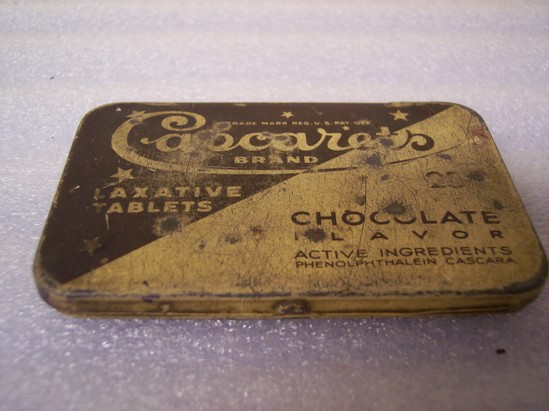 TRADE MARK REG. U.S. PAT. OFF.
Cascarets
BRAND
LAXATIVE
TABLETS
CHOCOLATE
FLAVOR
ACTIVE INGREDIENTS
PHENOLPHTHALEIN CASCARA